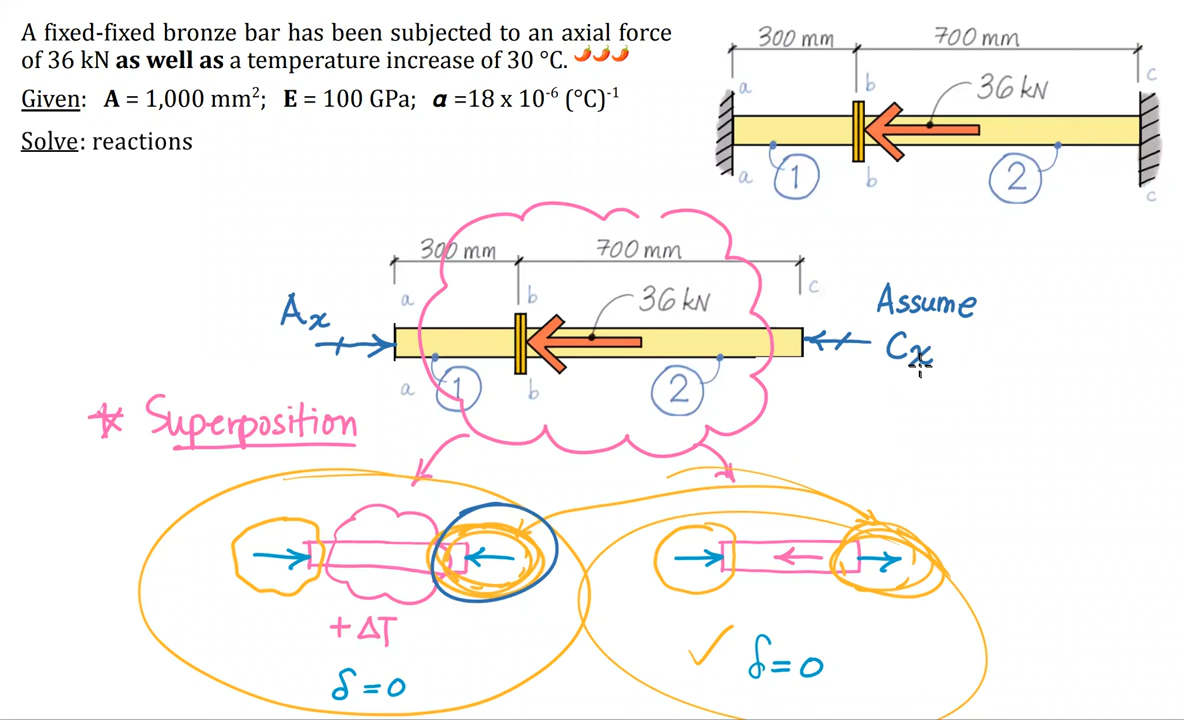 A fixed-fixed bronze bar has been subjected to an axial force
of 36 kN as well as a temperature increase of 30 °C. 🌶🌶🌶
Given: A = 1,000 mm²; E = 100 GPa; a =18 x 10⁻⁶ (°C)⁻¹
Solve: reactions
300 mm
700 mm
a
b
c
36 kN
a
1
b
2
c
300 mm
700 mm
a
b
c
36 kN
Assume
Ax
Cx
a
1
b
2
* Superposition
+ ΔT
δ = 0
✓ δ = 0